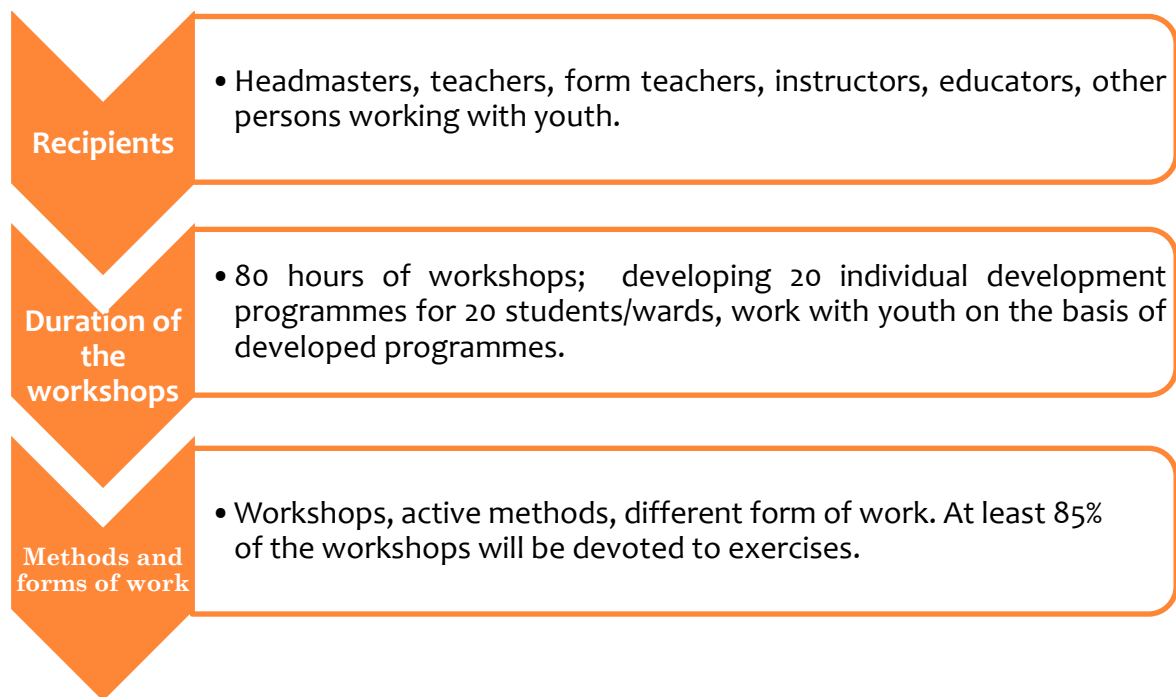 Recipients
• Headmasters, teachers, form teachers, instructors, educators, other
persons working with youth.
Duration of
the
workshops
• 80 hours of workshops; developing 20 individual development
programmes for 20 students/wards, work with youth on the basis of
developed programmes.
Methods and
forms of work
• Workshops, active methods, different form of work. At least 85%
of the workshops will be devoted to exercises.